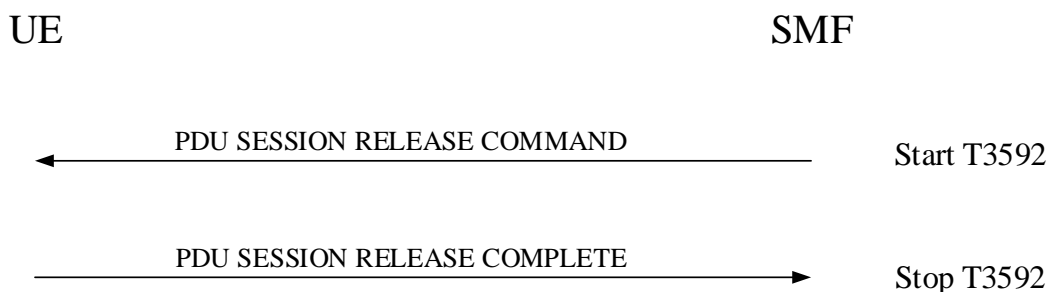 UE SMF
PDU SESSION RELEASE COMMAND Start T3592
PDU SESSION RELEASE COMPLETE Stop T3592